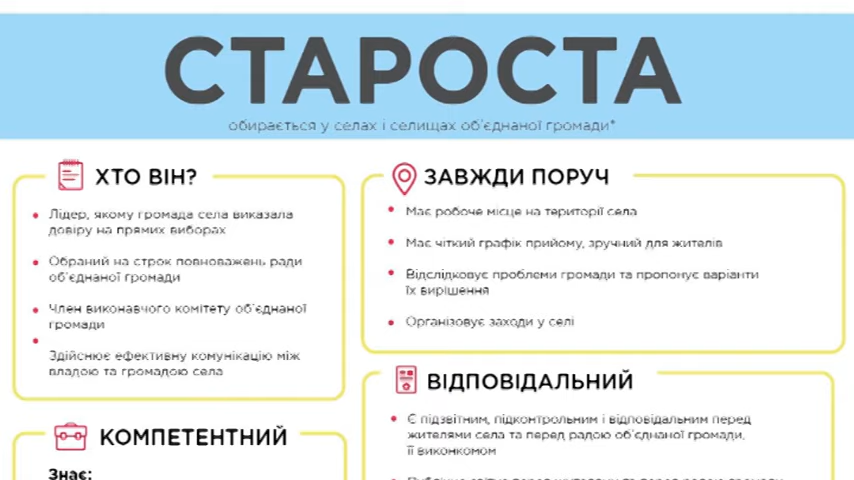 СТАРОСТА
обирається у селах і селищах об'єднаної громади*
ХТО ВІН?
Лідер, якому громада села виказала
довіру на прямих виборах
Обраний на строк повноважень ради
об'єднаної громади
Член виконавчого комітету об'єднаної
громади
Здійснює ефективну комунікацію між
владою та громадою села
КОМПЕТЕНТНИЙ
Знає:
ЗАВЖДИ ПОРУЧ
Має робоче місце на території села
Має чіткий графік прийому, зручний для жителів
Відслідковує проблеми громади та пропонує варіанти
їх вирішення
Організовує заходи у селі
ВІДПОВІДАЛЬНИЙ
Є підзвітним, підконтрольним і відповідальним перед
жителями села та перед радою об'єднаної громади,
її виконкомом